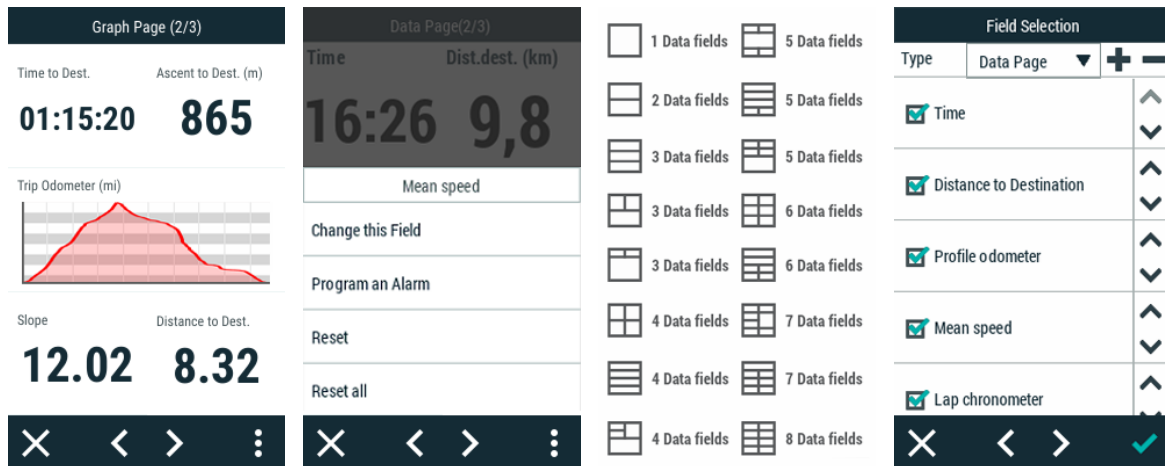 Graph Page (2/3)
Time to Dest. Ascent to Dest. (m)
01:15:20 865
Trip Odometer (mi)
Slope Distance to Dest.
12.02 8.32
Data Page(2/3)
Time Dist.dest. (km)
16:26 9,8
Mean speed
Change this Field
Program an Alarm
Reset
Reset all
1 Data fields 5 Data fields
2 Data fields 5 Data fields
3 Data fields 5 Data fields
3 Data fields 6 Data fields
3 Data fields 6 Data fields
4 Data fields 7 Data fields
4 Data fields 7 Data fields
4 Data fields 8 Data fields
Field Selection
Type Data Page
Time
Distance to Destination
Profile odometer
Mean speed
Lap chronometer